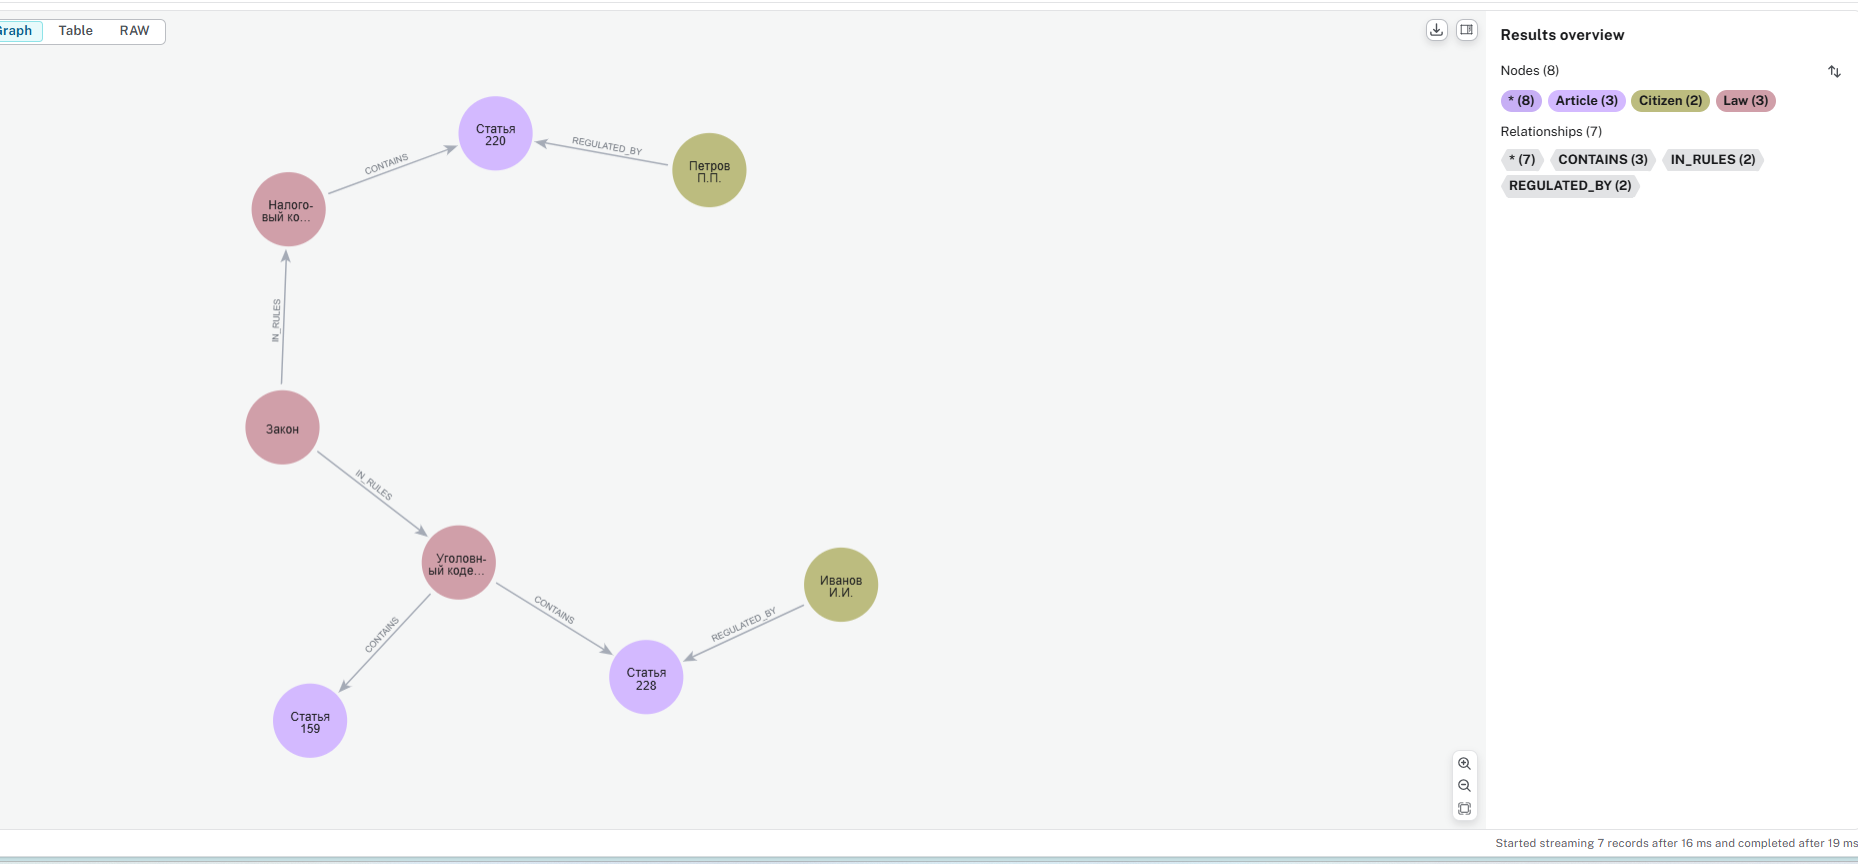 Graph Table RAW
Results overview
Nodes (8)
* (8) Article (3) Citizen (2) Law (3)
Relationships (7)
* (7) CONTAINS (3) IN_RULES (2)
REGULATED_BY (2)
Статья
220
REGULATED_BY
Петров
П.П.
CONTAINS
Налого-
вый ко...
IN_RULES
Закон
IN_RULES
Уголовн-
ый коде...
CONTAINS
CONTAINS
Иванов
И.И.
REGULATED_BY
Статья
228
Статья
159
Started streaming 7 records after 16 ms and completed after 19 ms